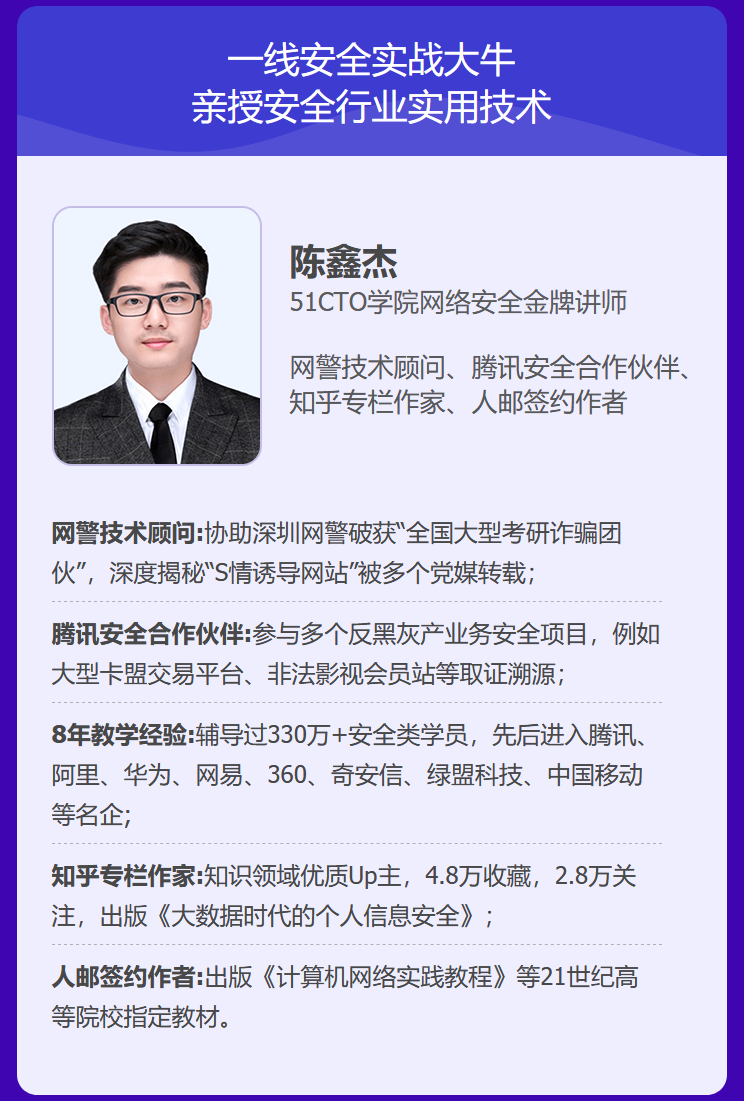 一线安全实战大牛
亲授安全行业实用技术
陈鑫杰
51CTO学院网络安全金牌讲师
网警技术顾问、腾讯安全合作伙伴、
知乎专栏作家、人邮签约作者
网警技术顾问:协助深圳网警破获“全国大型考研诈骗团
伙”，深度揭秘“S情诱导网站”被多个党媒转载；
腾讯安全合作伙伴:参与多个反黑灰产业务安全项目，例如
大型卡盟交易平台、非法影视会员站等取证溯源；
8年教学经验:辅导过330万+安全类学员，先后进入腾讯、
阿里、华为、网易、360、奇安信、绿盟科技、中国移动
等名企;
知乎专栏作家:知识领域优质Up主，4.8万收藏，2.8万关
注，出版《大数据时代的个人信息安全》；
人邮签约作者:出版《计算机网络实践教程》等21世纪高
等院校指定教材。